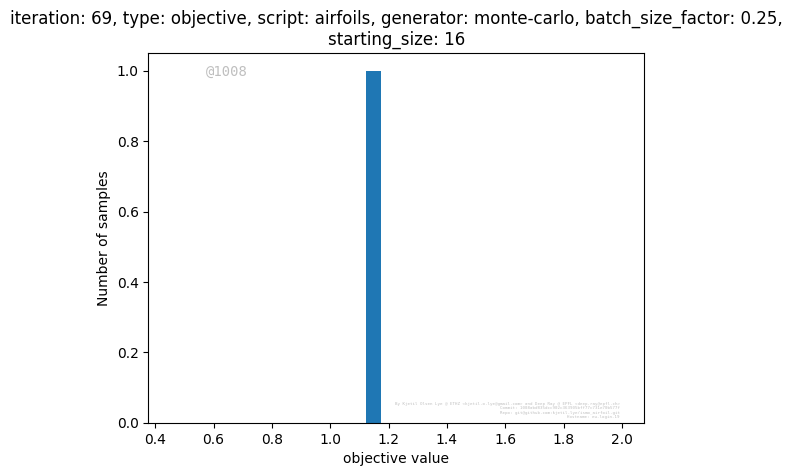 iteration: 69, type: objective, script: airfoils, generator: monte-carlo, batch_size_factor: 0.25,
starting_size: 16
@1008
1.0
0.8
0.6
0.4
0.2
0.0
Number of samples
0.4 0.6 0.8 1.0 1.2 1.4 1.6 1.8 2.0
objective value